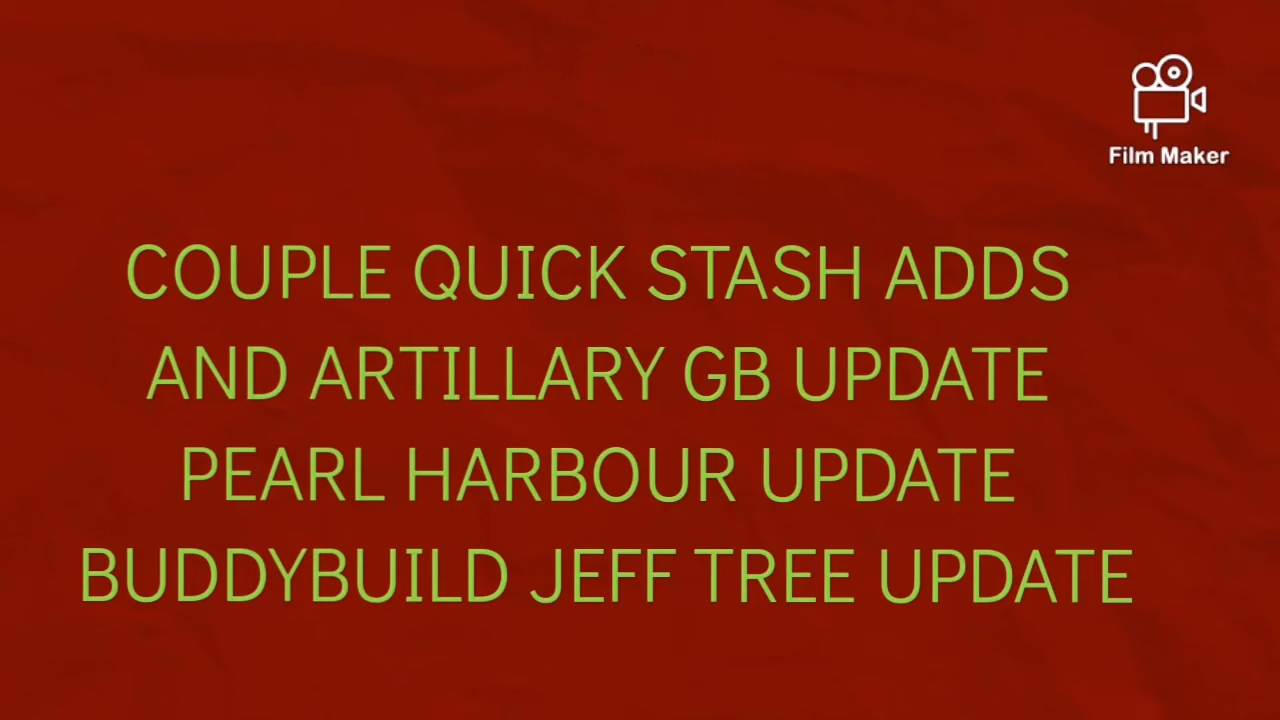 Film Maker
COUPLE QUICK STASH ADDS
AND ARTILLARY GB UPDATE
PEARL HARBOUR UPDATE
BUDDYBUILD JEFF TREE UPDATE